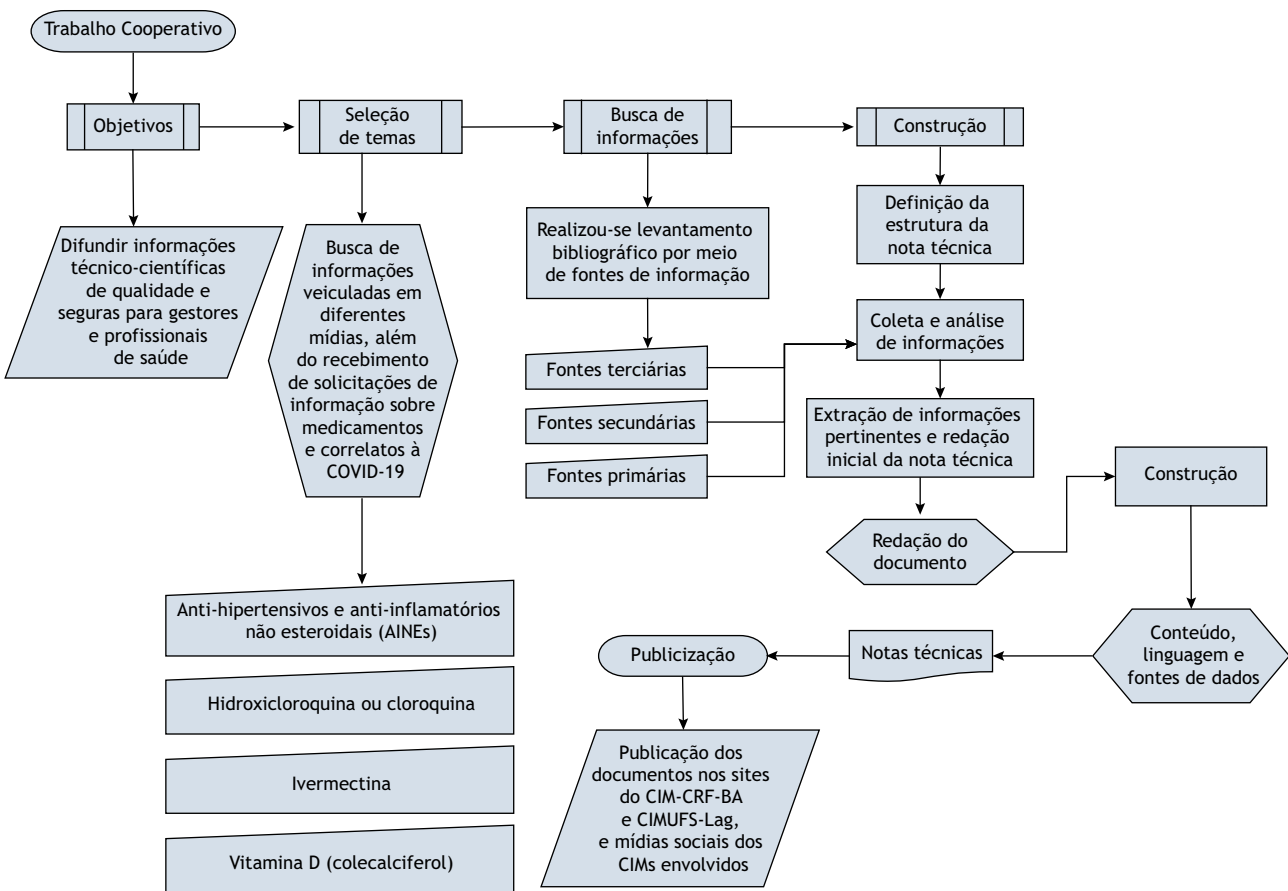 Trabalho Cooperativo
Objetivos
Seleção
de temas
Busca de
informações
Construção
Difundir informações
técnico-científicas
de qualidade e
seguras para gestores
e profissionais
de saúde
Busca de
informações
veiculadas em
diferentes
mídias, além
do recebimento
de solicitações de
informação sobre
medicamentos
e correlatos à
COVID-19
Realizou-se levantamento
bibliográfico por meio
de fontes de informação
Fontes terciárias
Fontes secundárias
Fontes primárias
Definição da
estrutura da
nota técnica
Coleta e análise
de informações
Extração de informações
pertinentes e redação
inicial da nota técnica
Redação do
documento
Construção
Conteúdo,
linguagem e
fontes de dados
Notas técnicas
Publicização
Publicação dos
documentos nos sites
do CIM-CRF-BA
e CIMUFS-Lag,
e mídias sociais dos
CIMs envolvidos
Anti-hipertensivos e anti-inflamatórios
não esteroidais (AINEs)
Hidroxicloroquina ou cloroquina
Ivermectina
Vitamina D (colecalciferol)